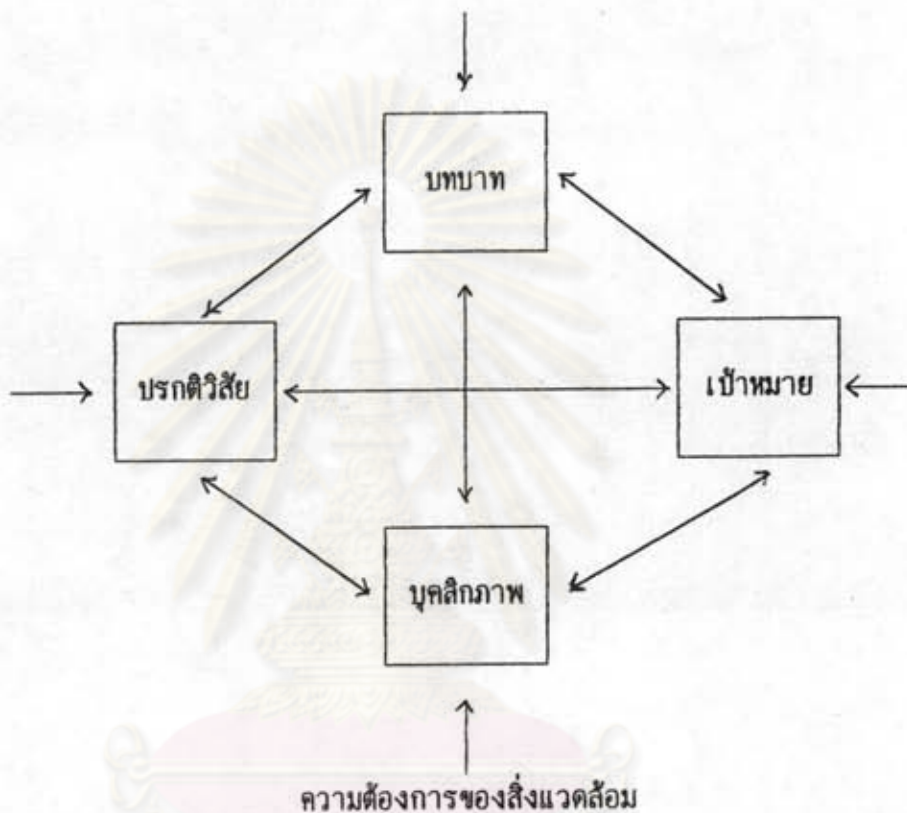 บทบาท
ปรกติวิสัย
เป้าหมาย
บุคลิกภาพ
ความต้องการของสิ่งแวดล้อม